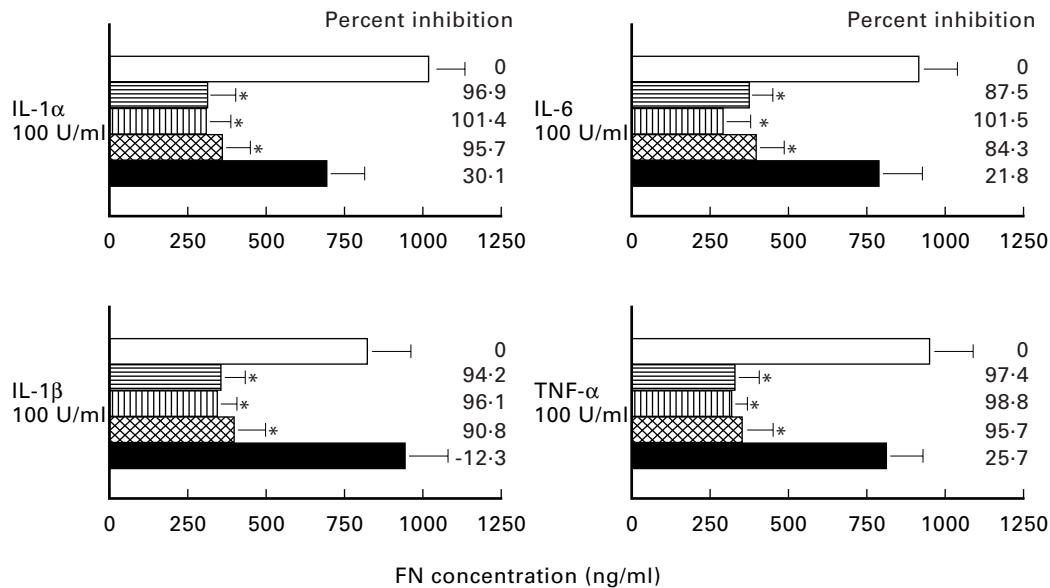 Percent inhibition
0
IL-1α
100 U/ml
*
96·9
*
101·4
*
95·7
30·1
0 250 500 750 1000 1250
Percent inhibition
0
IL-6
100 U/ml
*
87·5
*
101·5
*
84·3
21·8
0 250 500 750 1000 1250
0
IL-1β
100 U/ml
*
94·2
*
96·1
*
90·8
-12·3
0 250 500 750 1000 1250
0
TNF-α
100 U/ml
*
97·4
*
98·8
*
95·7
25·7
0 250 500 750 1000 1250
FN concentration (ng/ml)